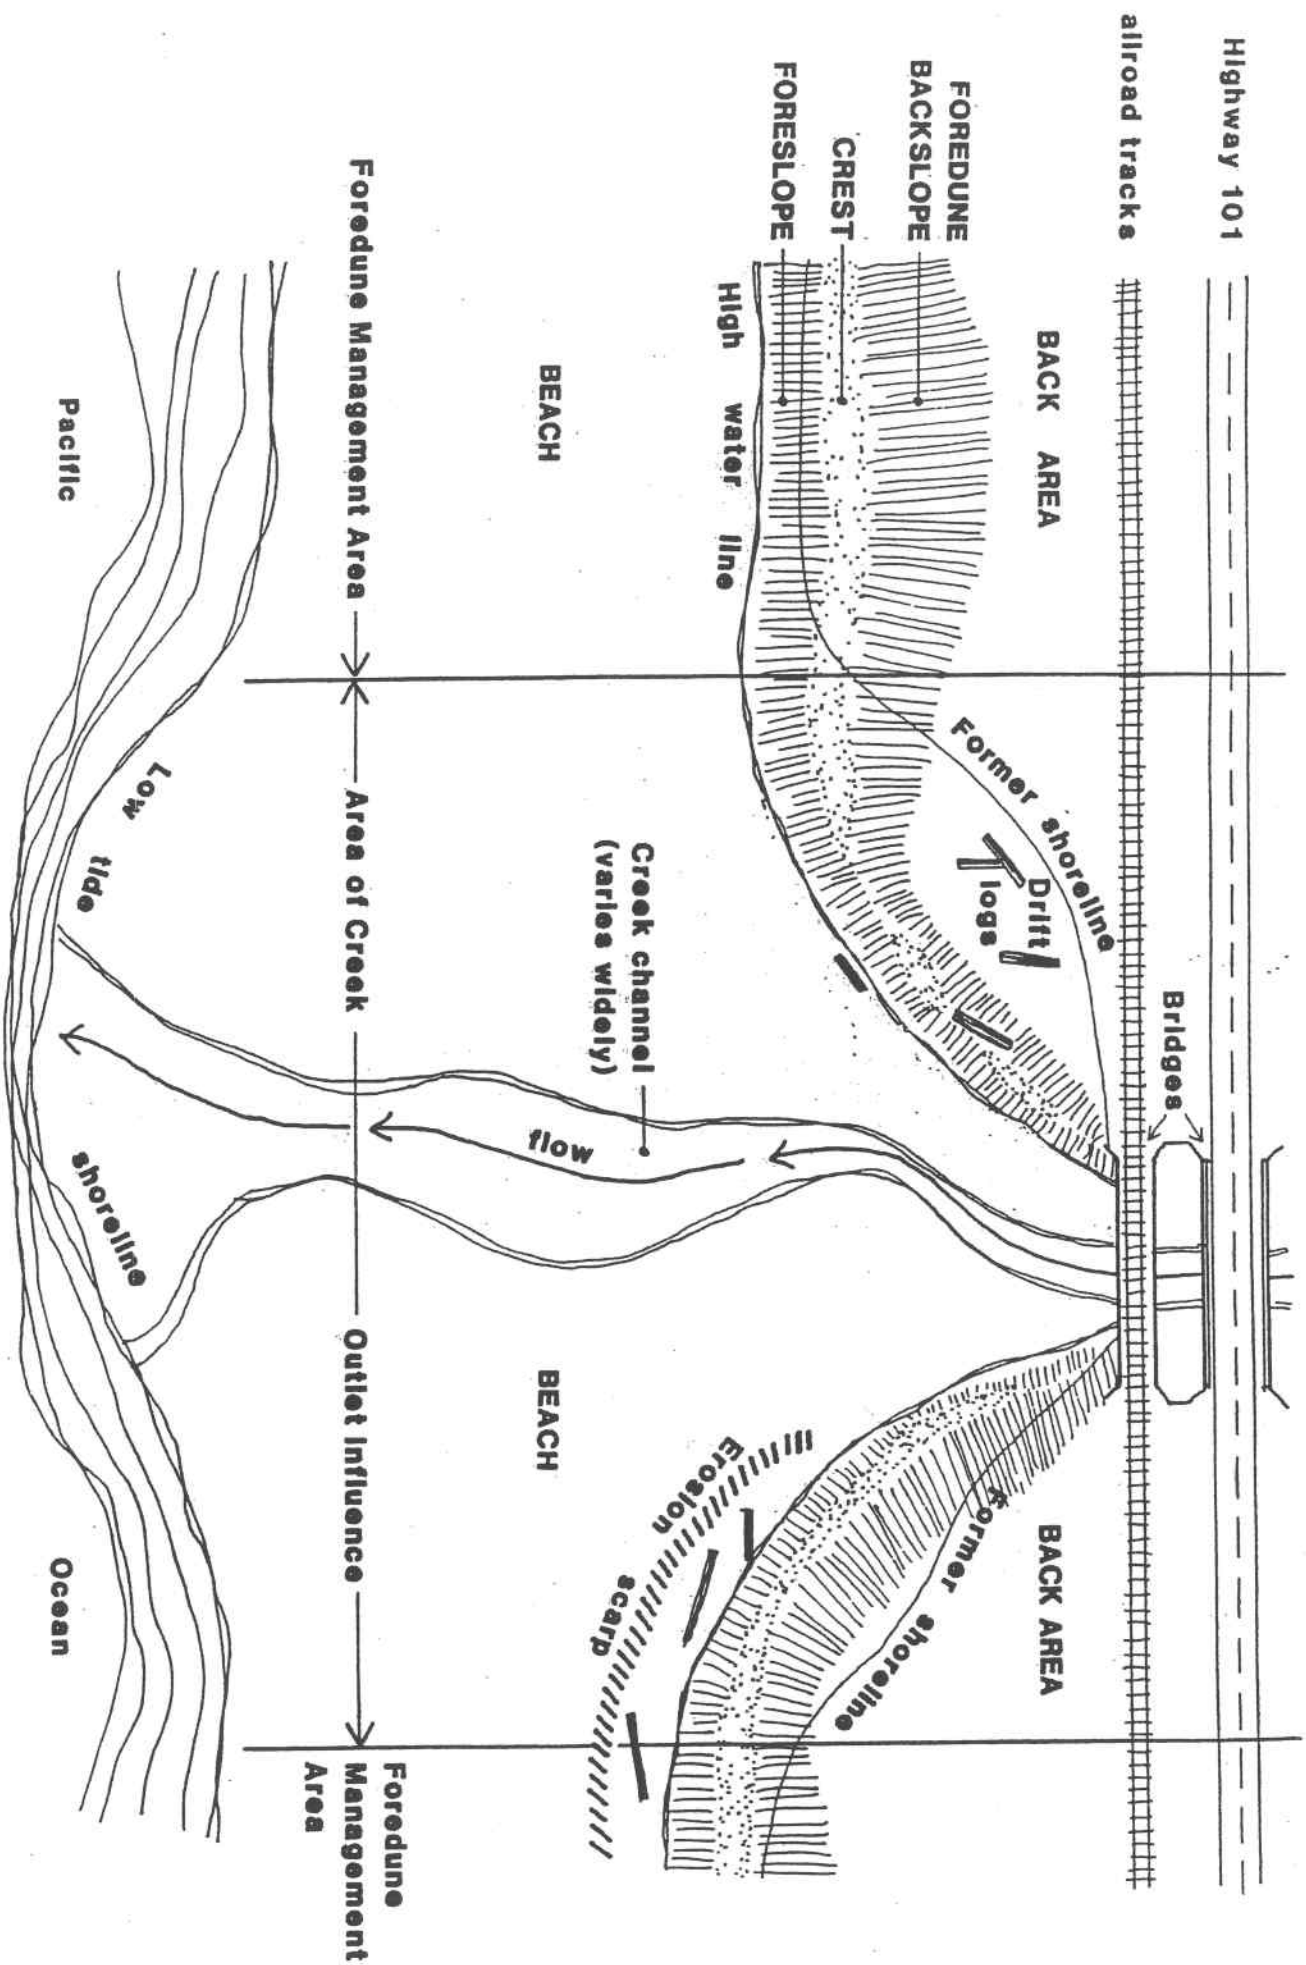 Highway 101
ailroad tracks
Bridges
BACK AREA
BACK AREA
FOREDUNE
BACKSLOPE
CREST
FORESLOPE
High water line
Former shoreline
Drift
logs
Former shoreline
Erosion scarp
BEACH
BEACH
Creek channel
(varies widely)
flow
Foredune Management Area
Area of Creek
Outlet Influence
Foredune
Management
Area
Low tide shoreline
Pacific Ocean